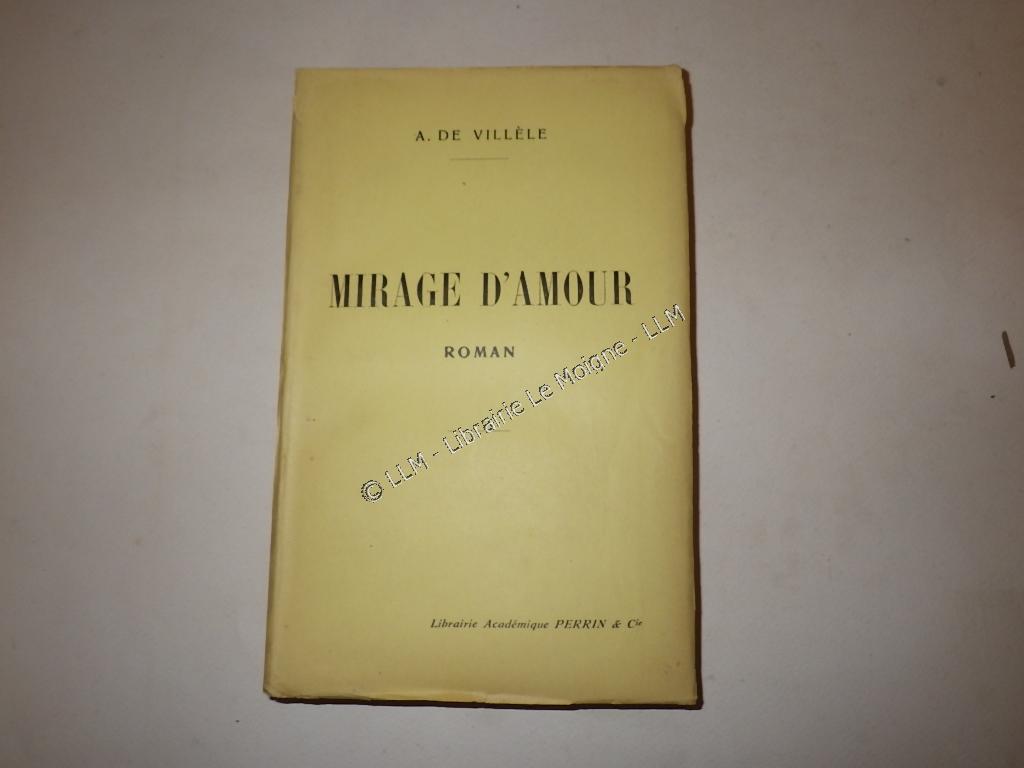 A. DE VILLÈLE
MIRAGE D'AMOUR
ROMAN
© LLM - Librairie Le Moigne - LLM
Librairie Académique PERRIN & Cie